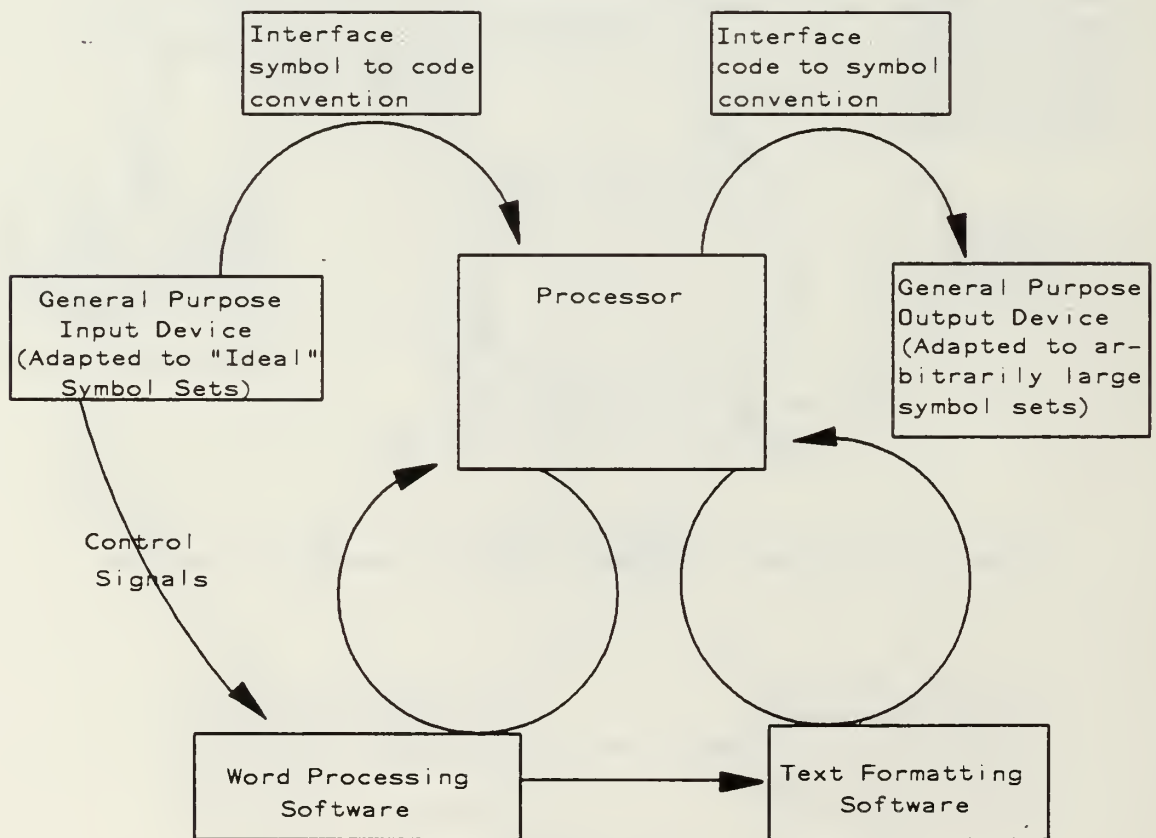 Interface
symbol to code
convention
Interface
code to symbol
convention
General Purpose
Input Device
(Adapted to "Ideal"
Symbol Sets)
Processor
General Purpose
Output Device
(Adapted to ar-
bitrarily large
symbol sets)
Control
Signals
Word Processing
Software
Text Formatting
Software